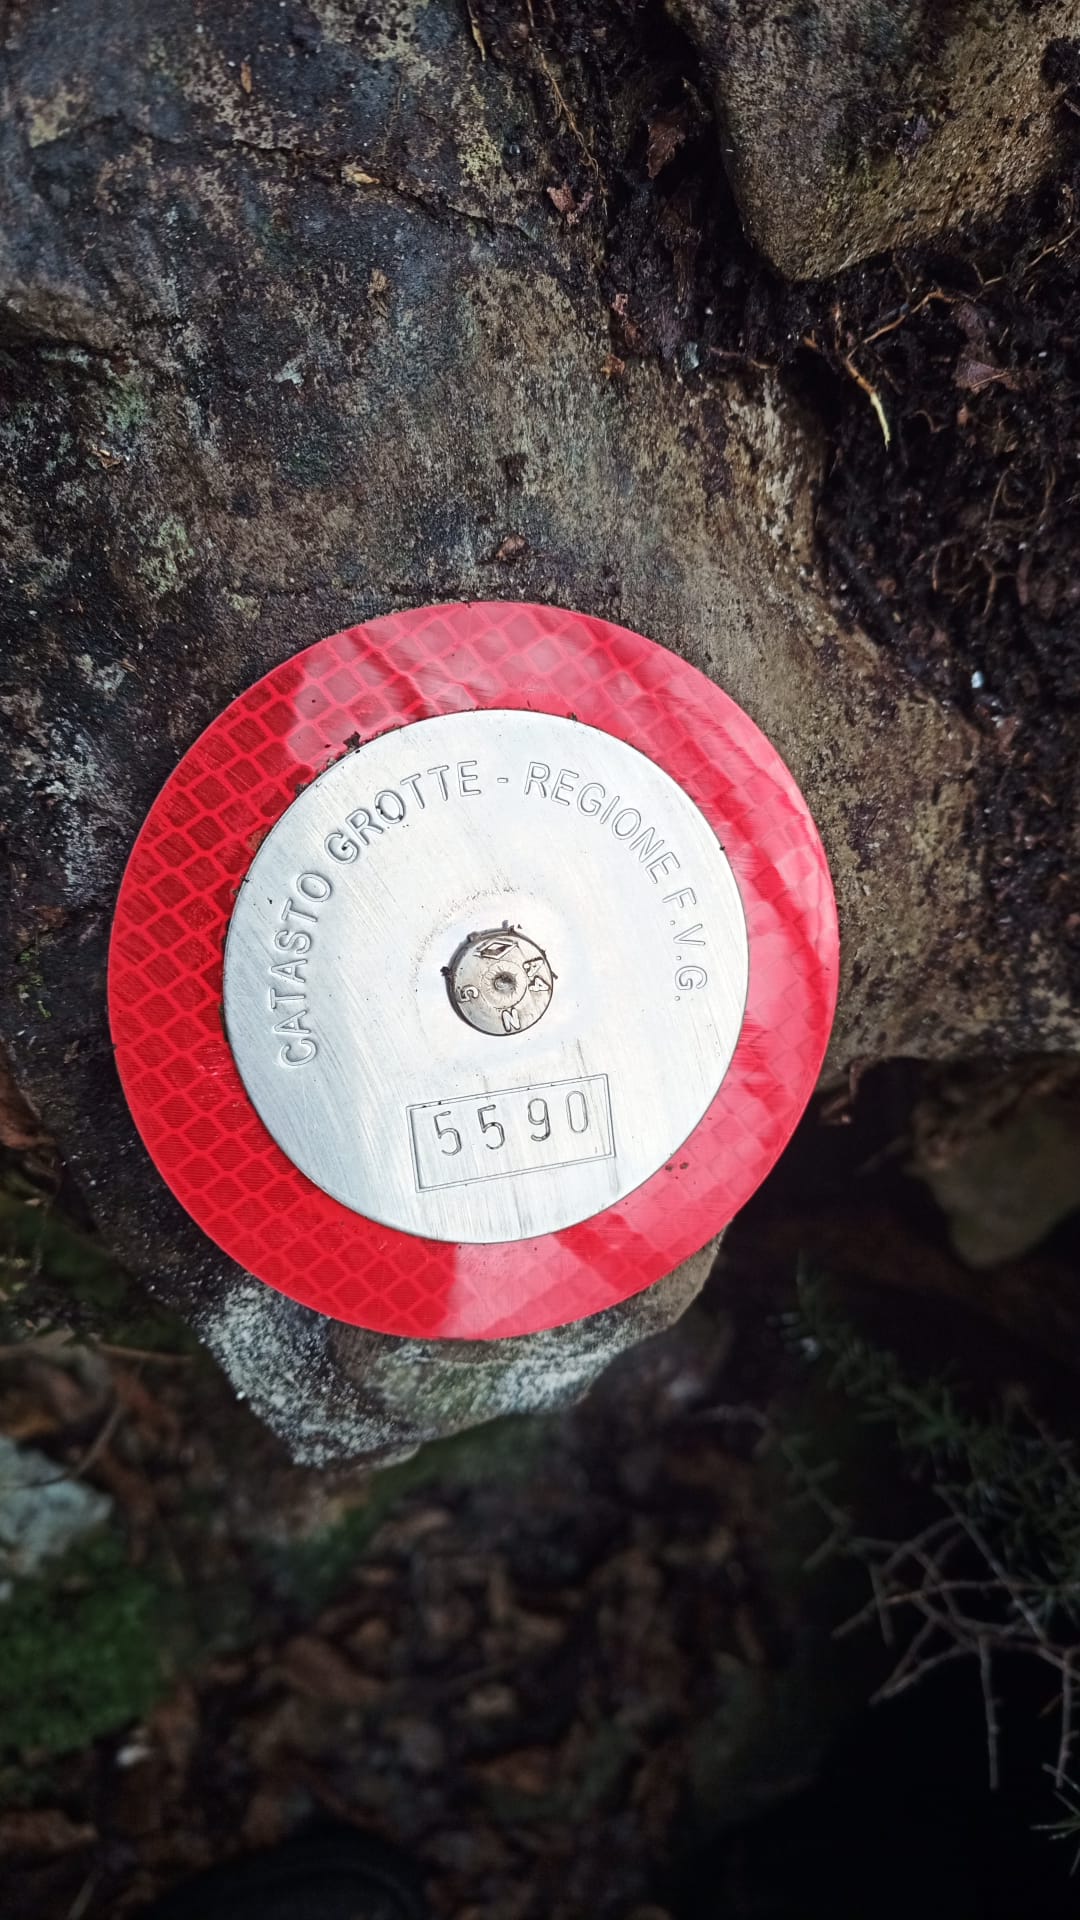 CATASTO GROTTE - REGIONE F.V.G.
5590